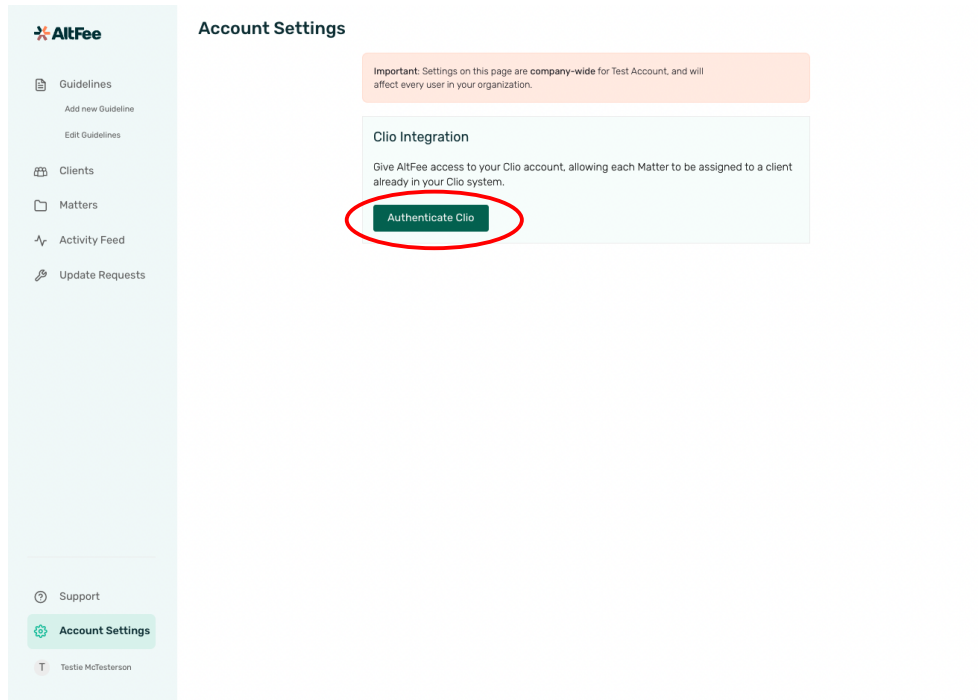 AltFee
Guidelines
Add new Guideline
Edit Guidelines
Clients
Matters
Activity Feed
Update Requests
Support
Account Settings
T Testie McTesterson
Account Settings
Important: Settings on this page are company-wide for Test Account, and will
affect every user in your organization.
Clio Integration
Give AltFee access to your Clio account, allowing each Matter to be assigned to a client
already in your Clio system.
Authenticate Clio